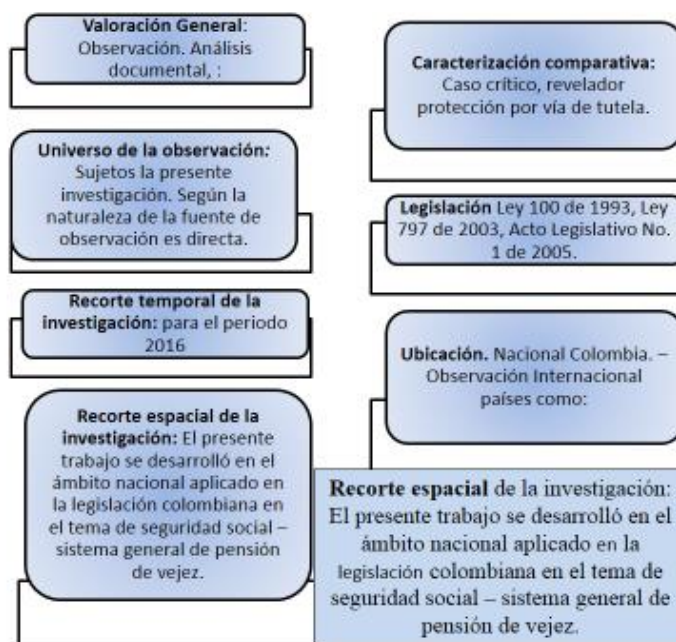 Valoración General:
Observación. Análisis
documental, :
Universo de la observación:
Sujetos la presente
investigación. Según la
naturaleza de la fuente de
observación es directa.
Recorte temporal de la
investigación: para el periodo
2016
Recorte espacial de la
investigación: El presente
trabajo se desarrolló en el
ámbito nacional aplicado en
la legislación colombiana en
el tema de seguridad social –
sistema general de pensión
de vejez.
Caracterización comparativa:
Caso crítico, revelador
protección por vía de tutela.
Legislación Ley 100 de 1993, Ley
797 de 2003, Acto Legislativo No.
1 de 2005.
Ubicación. Nacional Colombia. –
Observación Internacional
países como:
Recorte espacial de la investigación:
El presente trabajo se desarrolló en el
ámbito nacional aplicado en la
legislación colombiana en el tema de
seguridad social – sistema general de
pensión de vejez.